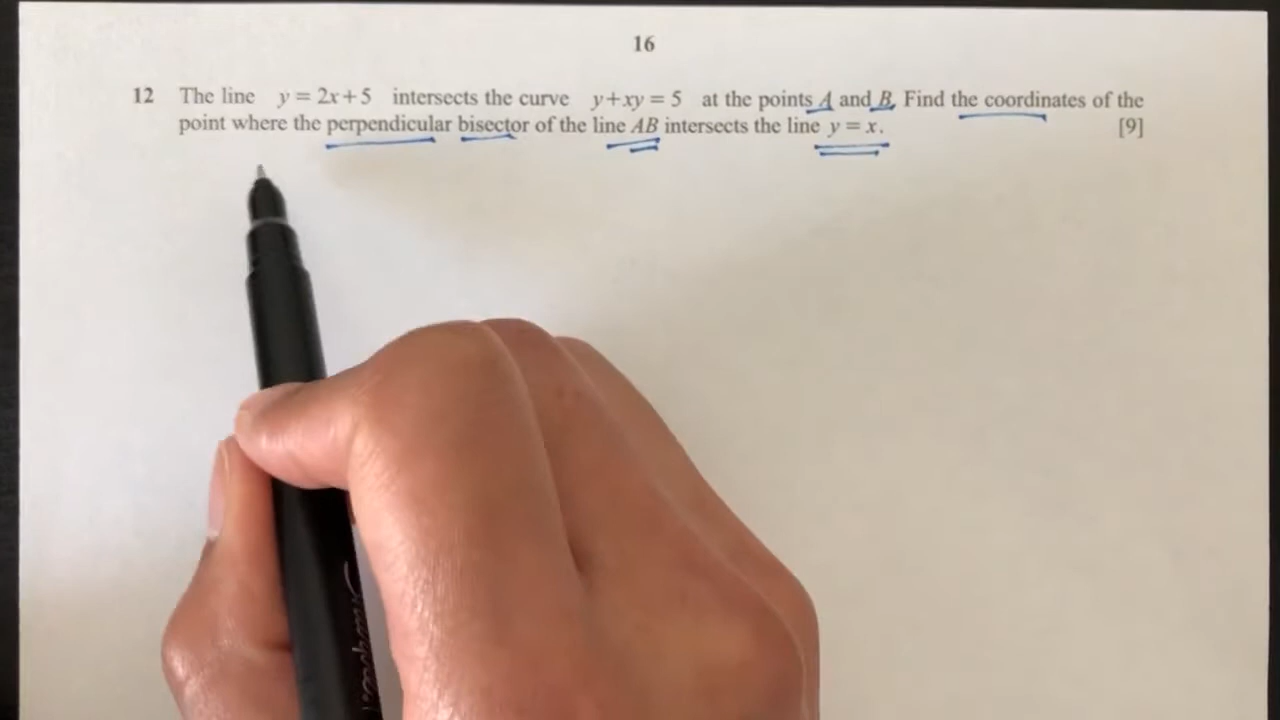 16
12 The line y = 2x+5 intersects the curve y+xy = 5 at the points A and B. Find the coordinates of the
point where the perpendicular bisector of the line AB intersects the line y = x. [9]